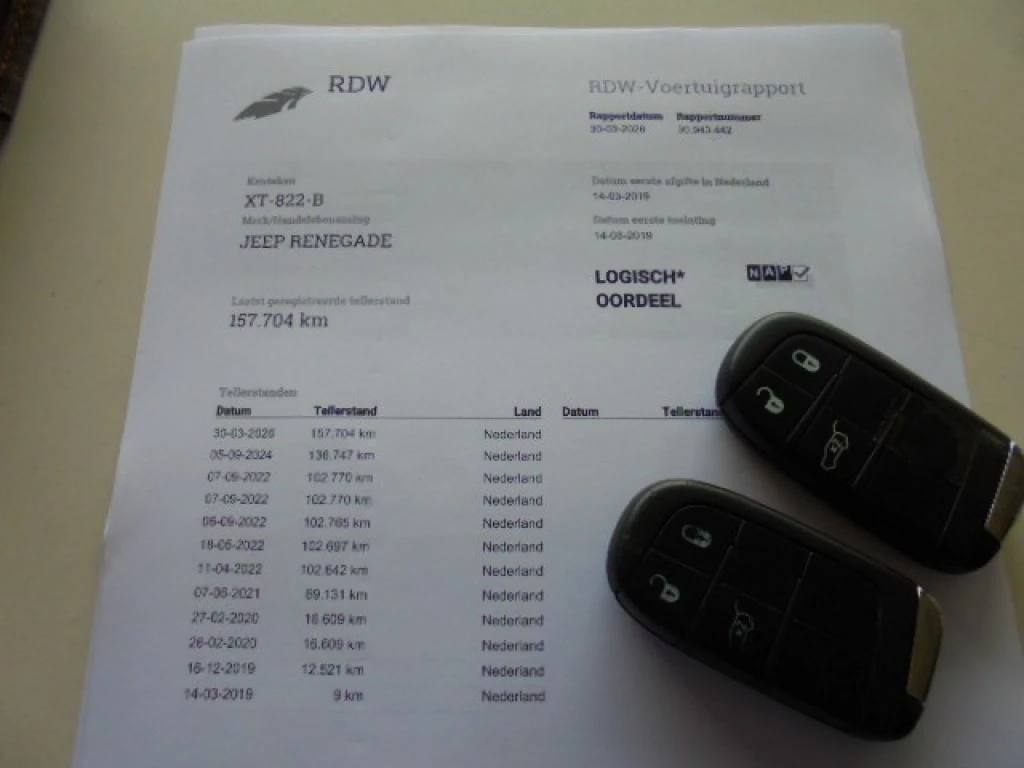 RDW
RDW-Voertuigrapport
Rapportdatum Rapportnummer
30-03-2026 30.943.442
Kenteken
XT-822-B
Merk/Handelsbenaming
JEEP RENEGADE
Datum eerste afgifte in Nederland
14-03-2019
Datum eerste toelating
14-03-2019
LOGISCH*
OORDEEL
NAP
Laatst geregistreerde tellerstand
157.704 km
Tellerstanden
Datum Tellerstand Land Datum Tellerstand
30-03-2026 157.704 km Nederland
05-09-2024 136.747 km Nederland
07-09-2022 102.770 km Nederland
07-09-2022 102.770 km Nederland
06-09-2022 102.765 km Nederland
18-05-2022 102.697 km Nederland
11-04-2022 102.642 km Nederland
07-06-2021 69.131 km Nederland
27-02-2020 16.609 km Nederland
26-02-2020 16.609 km Nederland
16-12-2019 12.521 km Nederland
14-03-2019 9 km Nederland